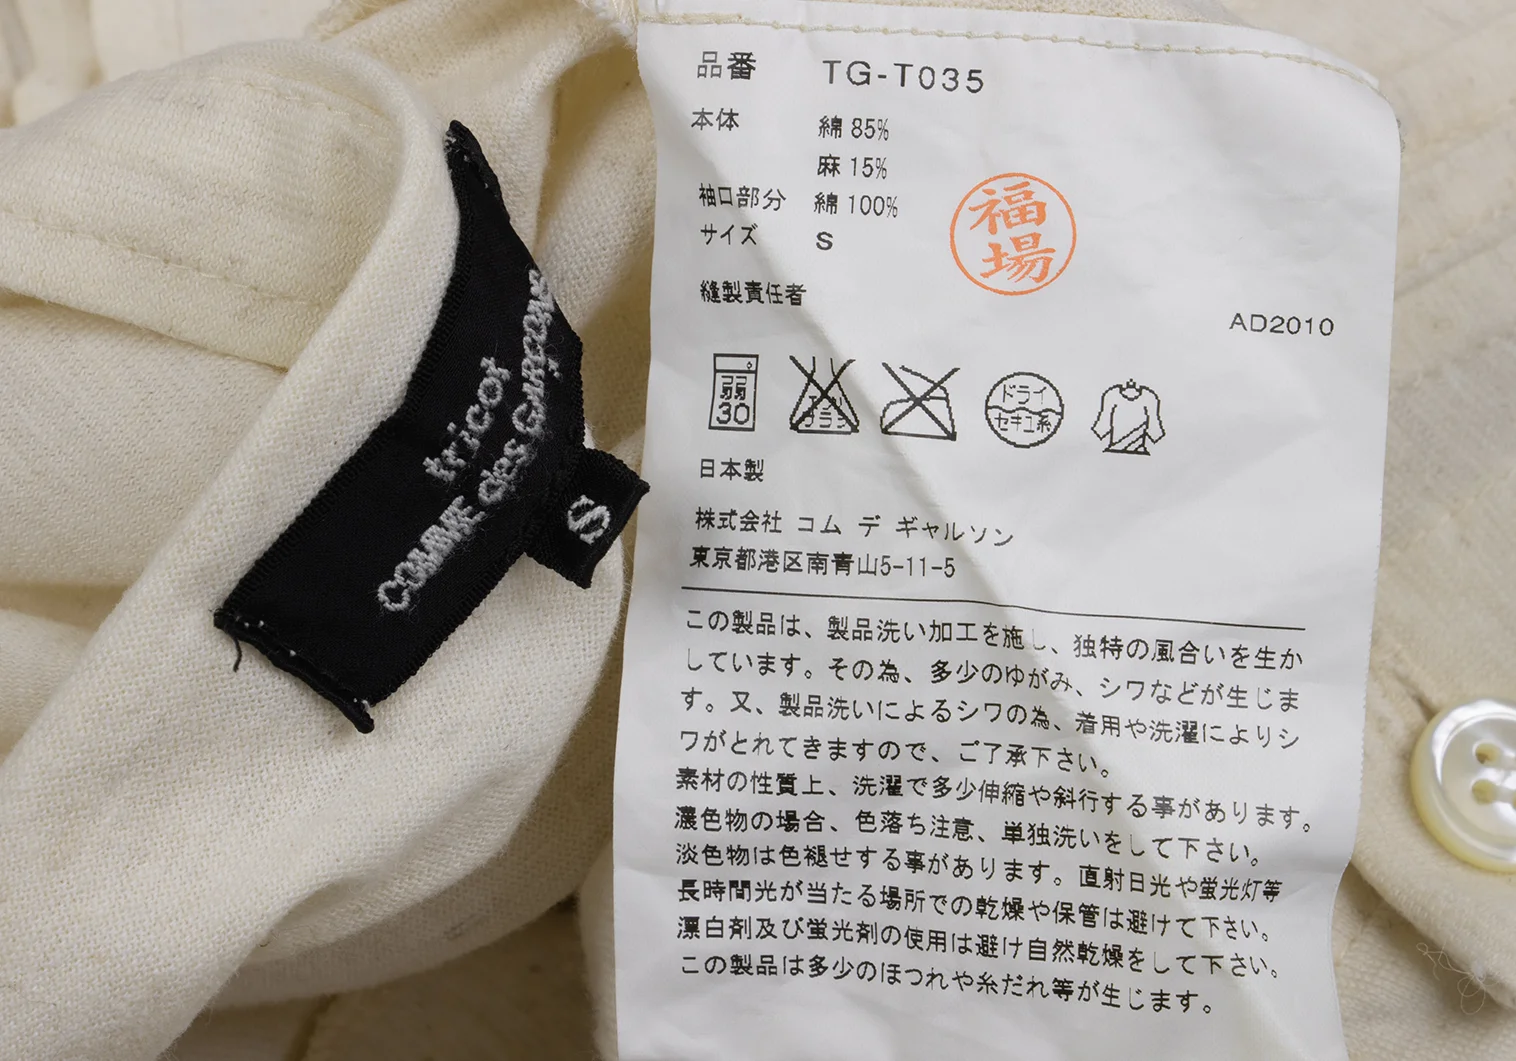 tricot
COMME des GARÇONS
S
品番 TG-T035
本体 綿 85%
麻 15%
袖口部分 綿 100%
サイズ S
福場
縫製責任者
AD2010
弱
30
エンソ
サラシ
ドライ
セキユ系
日本製
株式会社 コム デ ギャルソン
東京都港区南青山5-11-5
この製品は、製品洗い加工を施し、独特の風合いを生か
しています。その為、多少のゆがみ、シワなどが生じま
す。又、製品洗いによるシワの為、着用や洗濯によりシ
ワがとれてきますので、ご了承下さい。
素材の性質上、洗濯で多少伸縮や斜行する事があります。
濃色物の場合、色落ち注意、単独洗いをして下さい。
淡色物は色褪せする事があります。直射日光や蛍光灯等
長時間光が当たる場所での乾燥や保管は避けて下さい。
漂白剤及び蛍光剤の使用は避け自然乾燥をして下さい。
この製品は多少のほつれや糸だれ等が生じます。